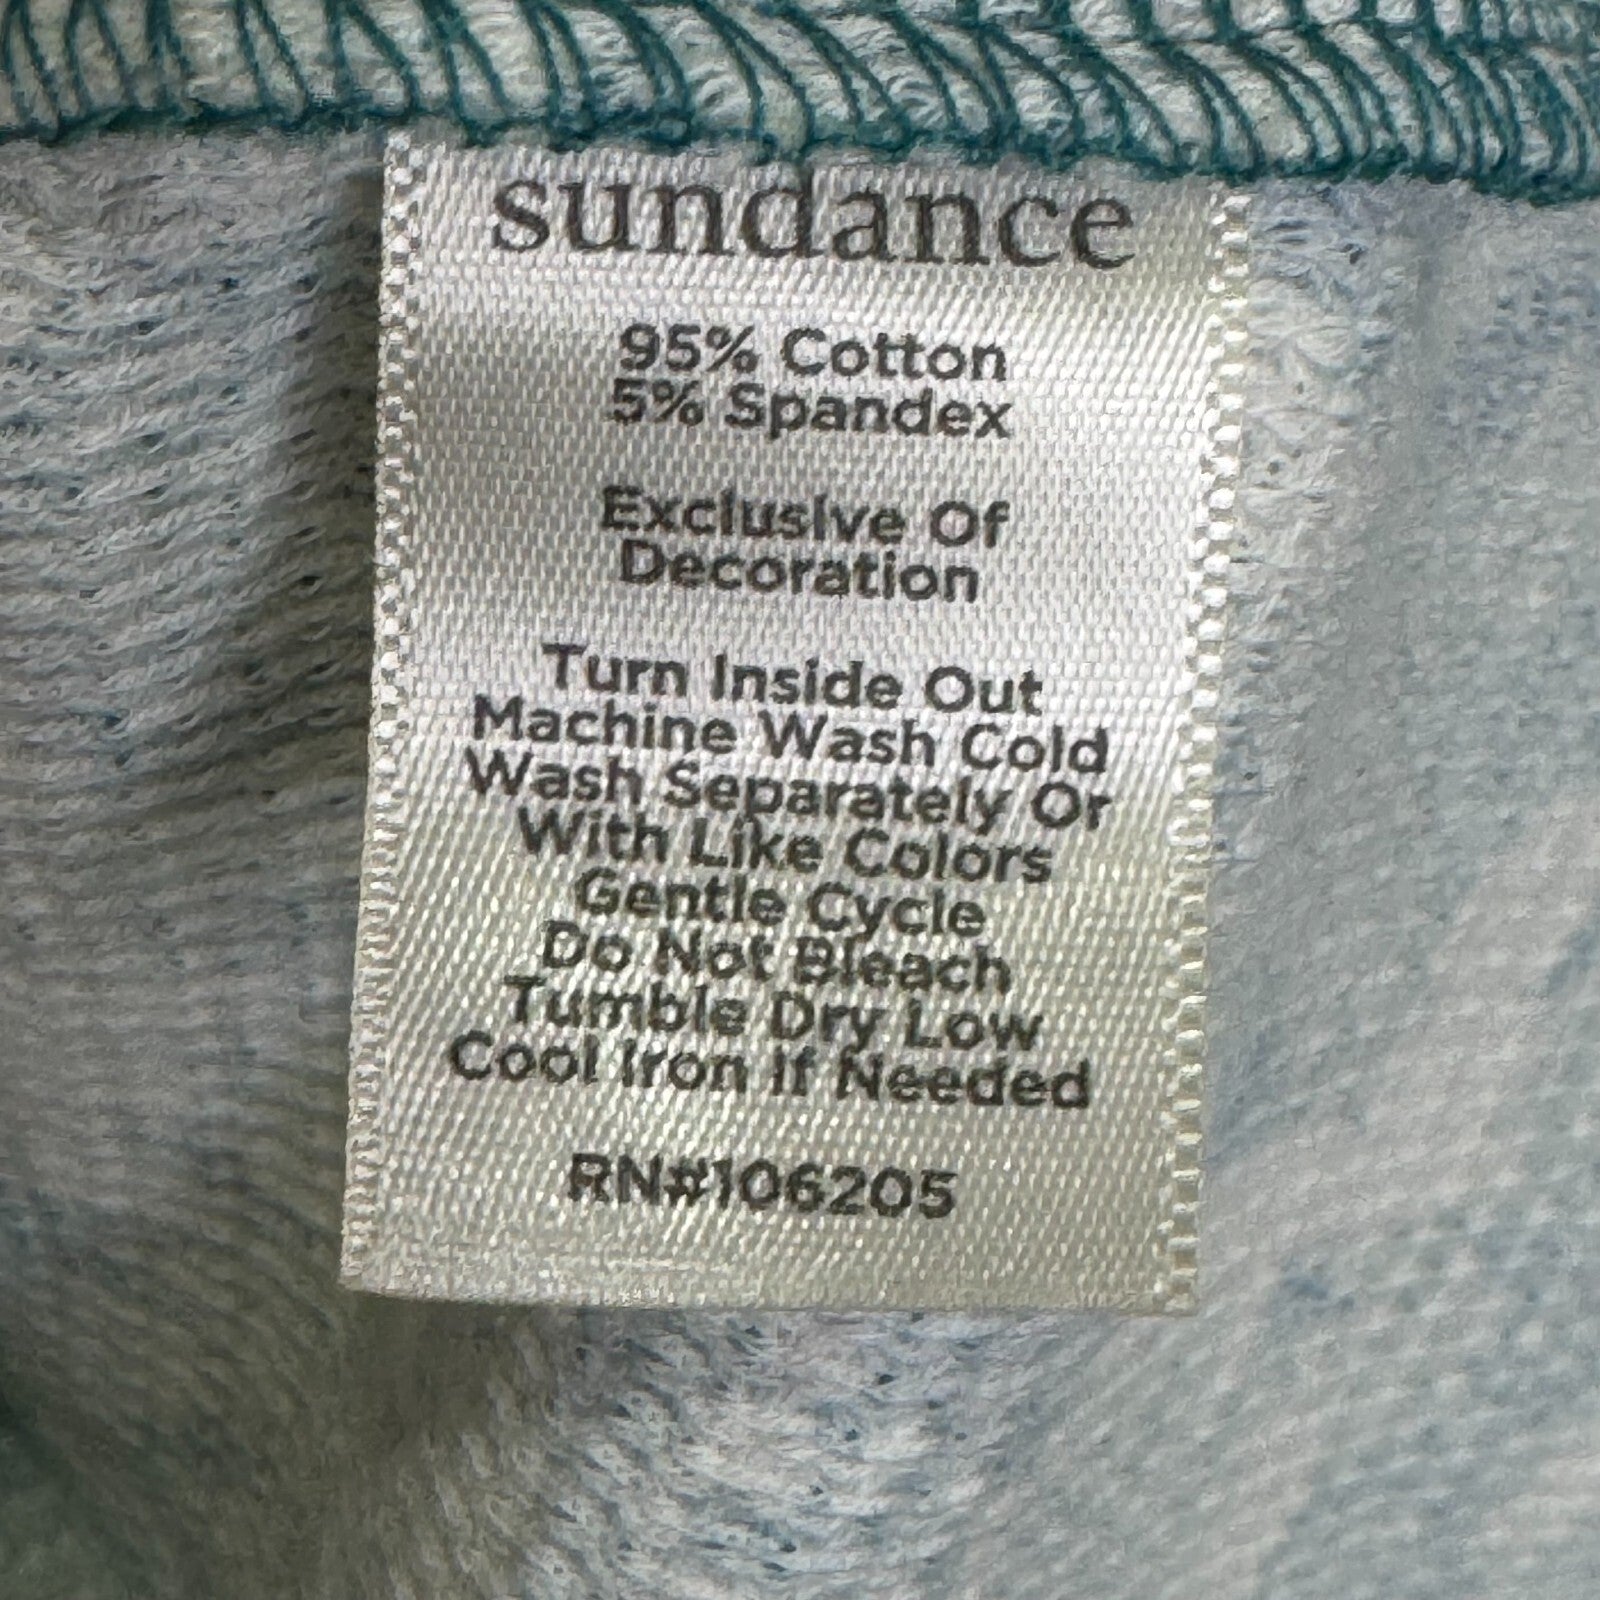 sundance
95% Cotton
5% Spandex
Exclusive Of
Decoration
Turn Inside Out
Machine Wash Cold
Wash Separately Or
With Like Colors
Gentle Cycle
Do Not Bleach
Tumble Dry Low
Cool Iron If Needed
RN#106205